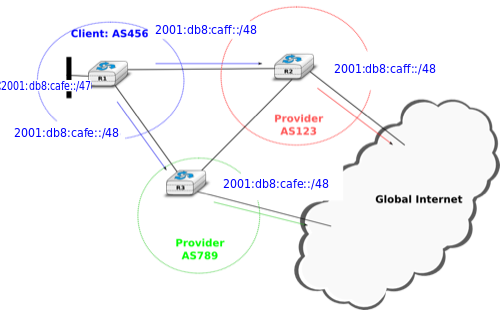 Client: AS456
2001:db8:caff::/48
R1
R2
2001:db8:caff::/48
2001:db8:cafe::/47
2001:db8:cafe::/48
Provider
AS123
R3
2001:db8:cafe::/48
Global Internet
Provider
AS789